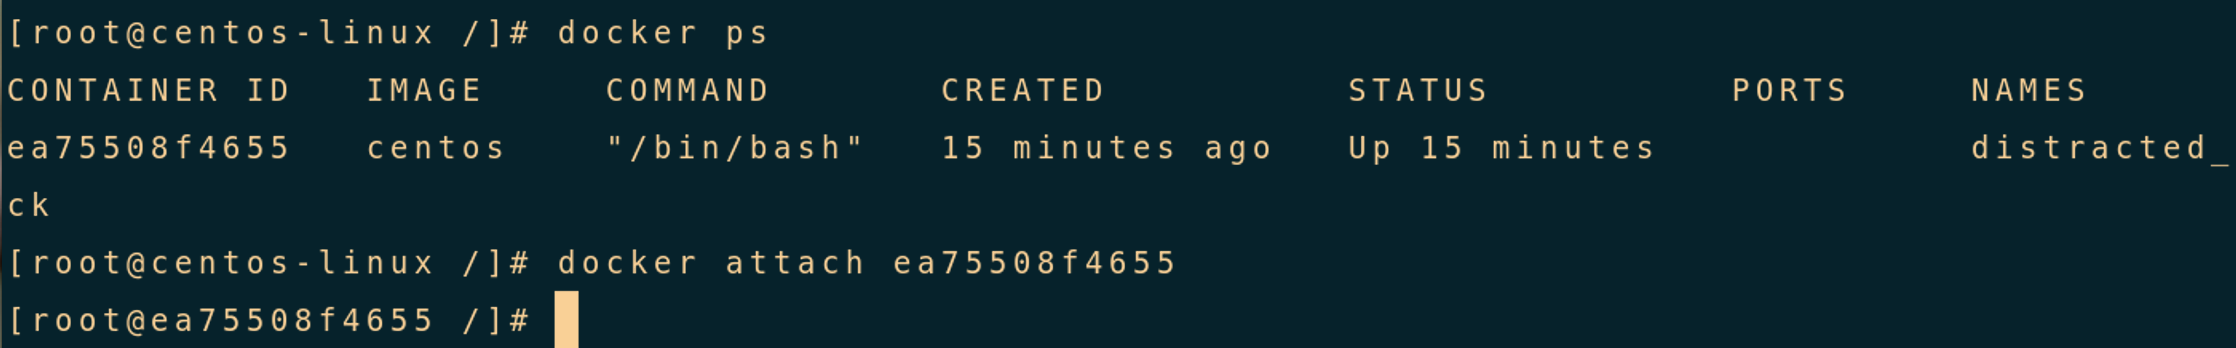 [root@centos-linux /]# docker ps
CONTAINER ID   IMAGE     COMMAND       CREATED          STATUS          PORTS     NAMES
ea75508f4655   centos    "/bin/bash"   15 minutes ago   Up 15 minutes             distracted_
ck
[root@centos-linux /]# docker attach ea75508f4655
[root@ea75508f4655 /]#